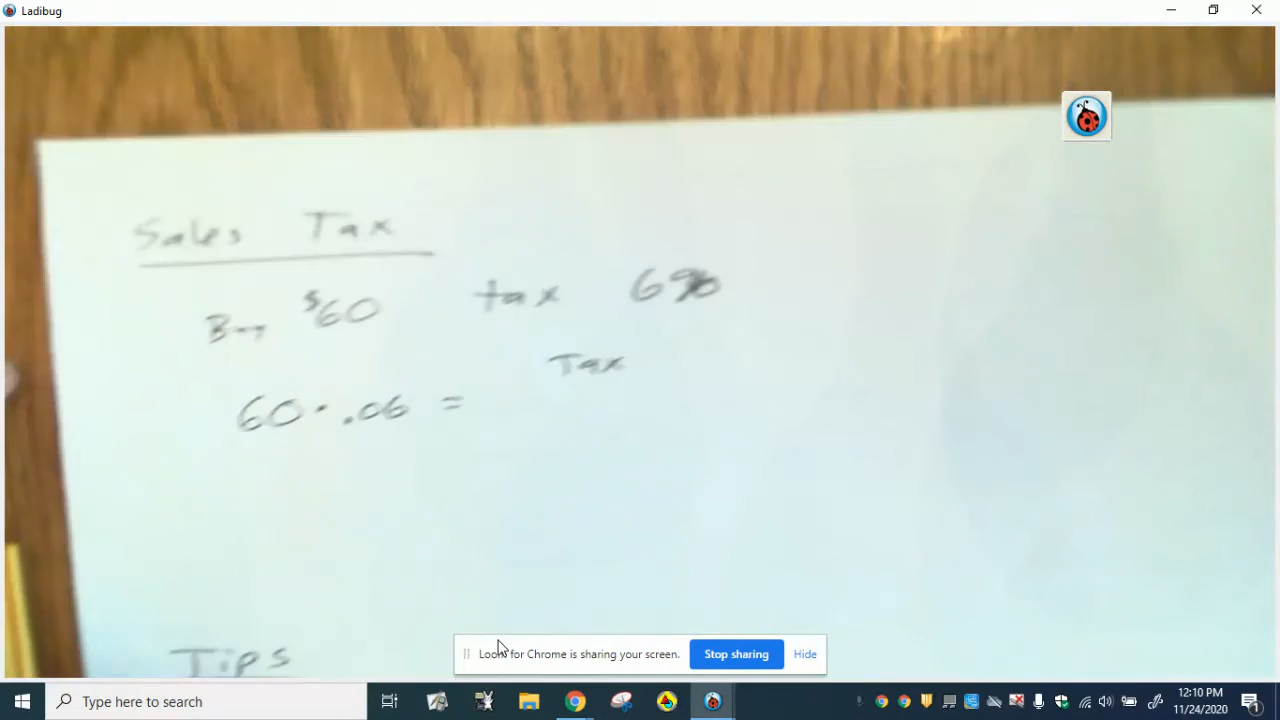 Ladibug
Sales Tax
Buy $60 tax 6%
Tax
60 · .06 =
Tips
Loom for Chrome is sharing your screen. Stop sharing Hide
Type here to search
12:10 PM
11/24/2020
1